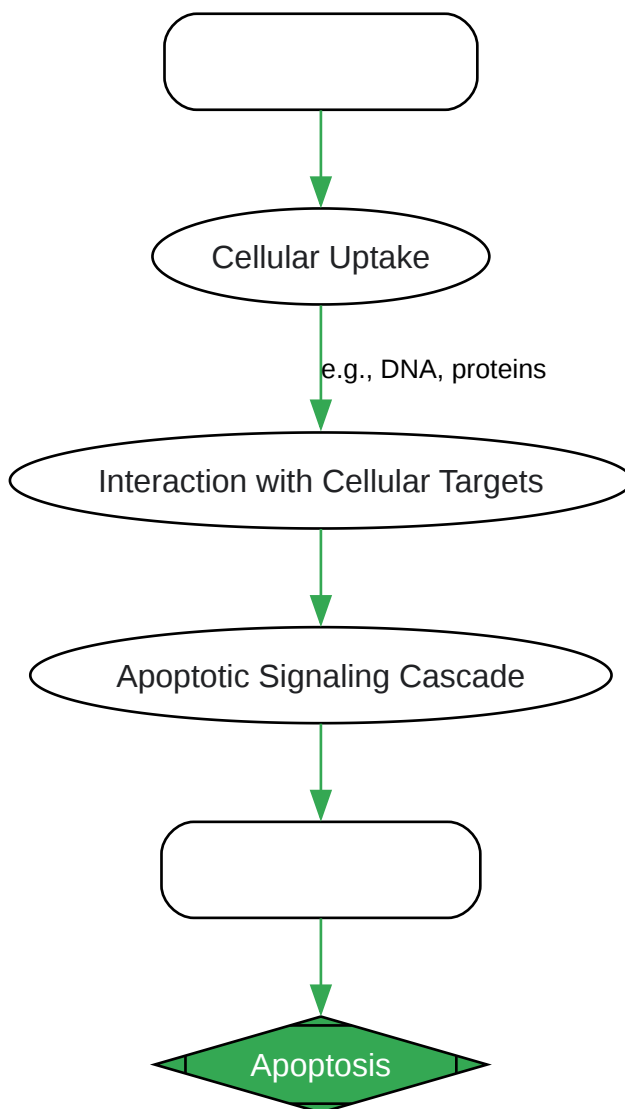 Cellular Uptake
e.g., DNA, proteins
Interaction with Cellular Targets
Apoptotic Signaling Cascade
Apoptosis